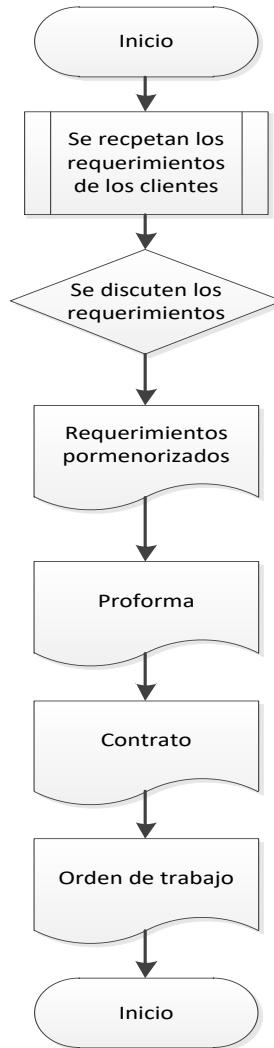 Inicio
Se recpetan los
requerimientos
de los clientes
Se discuten los
requerimientos
Requerimientos
pormenorizados
Proforma
Contrato
Orden de trabajo
Inicio